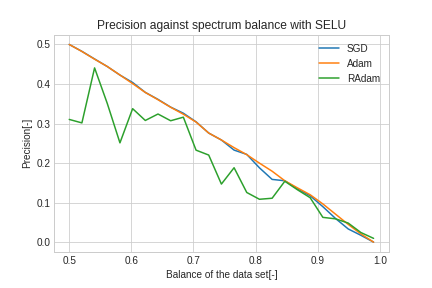 Precision against spectrum balance with SELU
Precision[-]
0.5
0.4
0.3
0.2
0.1
0.0
SGD
Adam
RAdam
0.5 0.6 0.7 0.8 0.9 1.0
Balance of the data set[-]